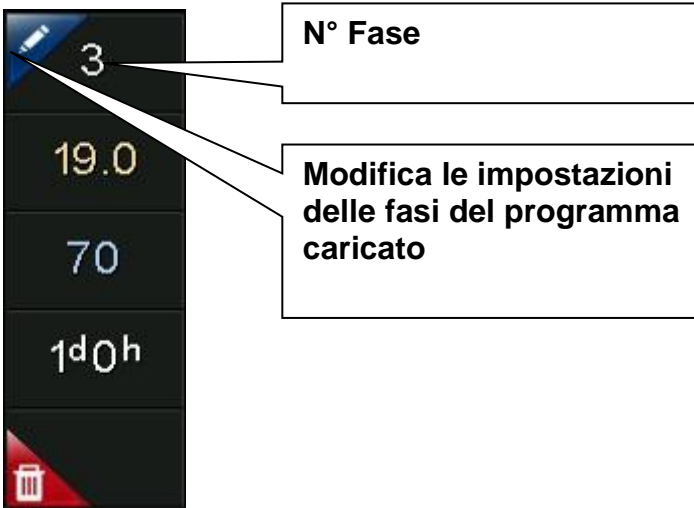 3
N° Fase
19.0
Modifica le impostazioni
delle fasi del programma
caricato
70
1d0h